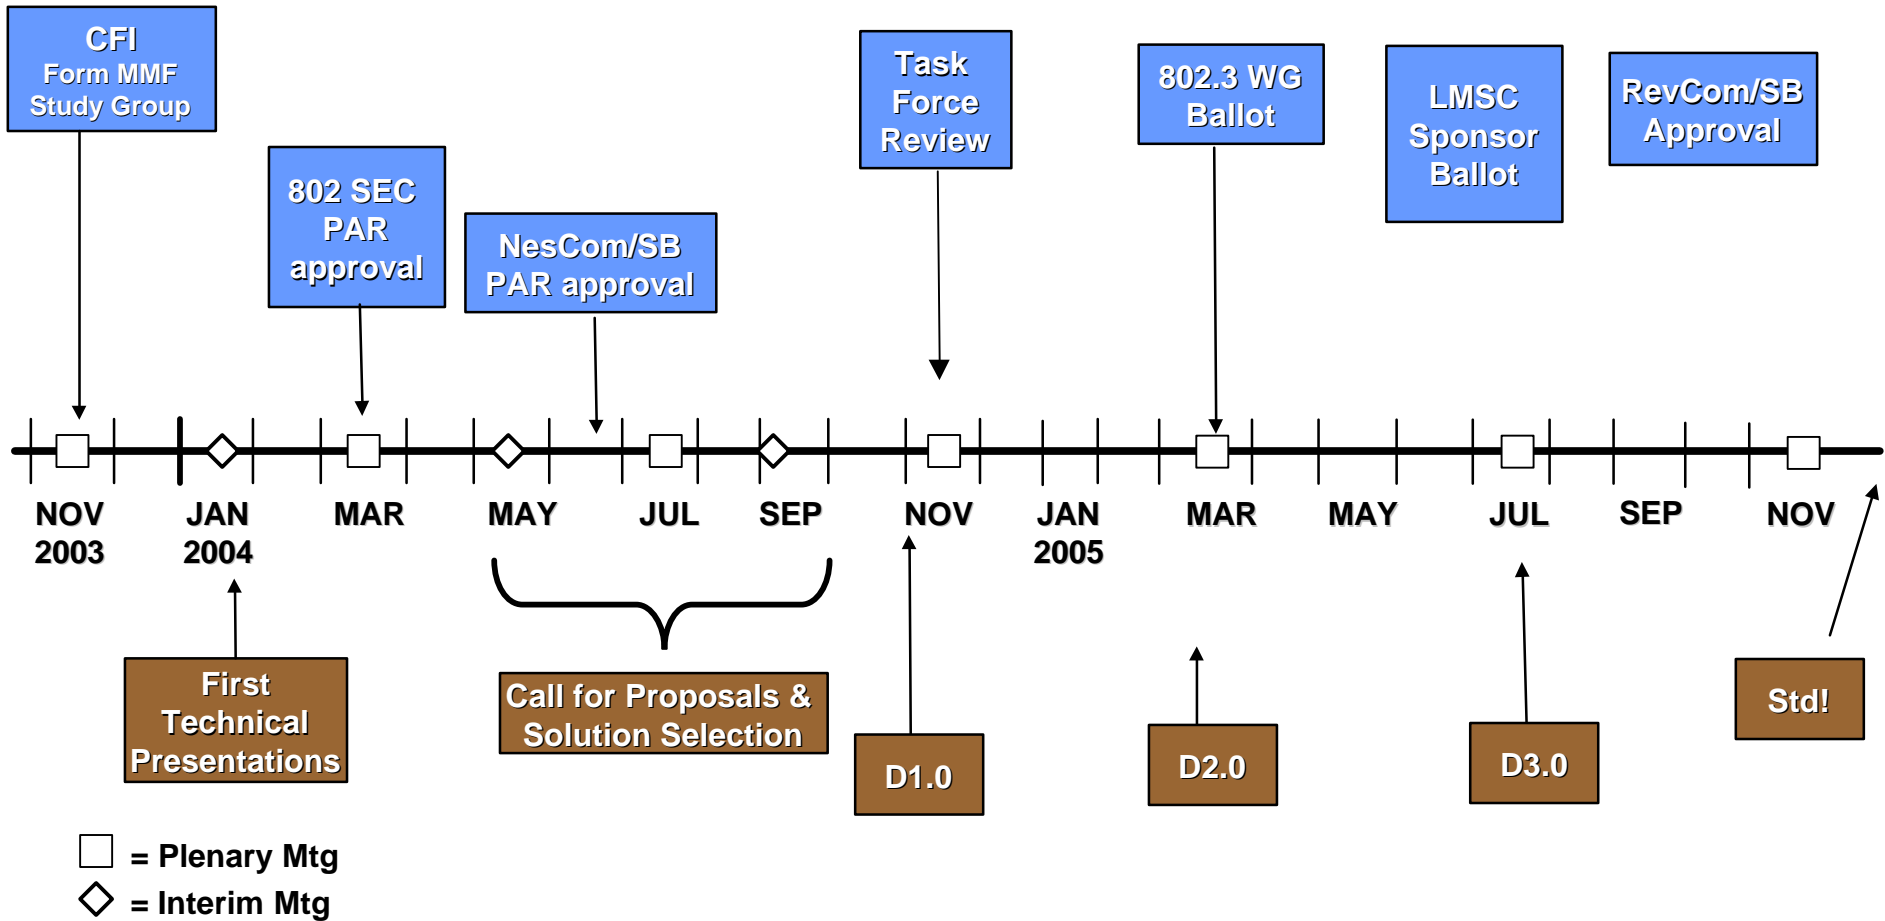 CFI
Form MMF
Study Group
802 SEC
PAR
approval
NesCom/SB
PAR approval
Task
Force
Review
802.3 WG
Ballot
LMSC
Sponsor
Ballot
RevCom/SB
Approval
NOV
2003
JAN
2004
MAR
MAY
JUL
SEP
NOV
JAN
2005
MAR
MAY
JUL
SEP
NOV
First
Technical
Presentations
Call for Proposals &
Solution Selection
D1.0
D2.0
D3.0
Std!
= Plenary Mtg
= Interim Mtg